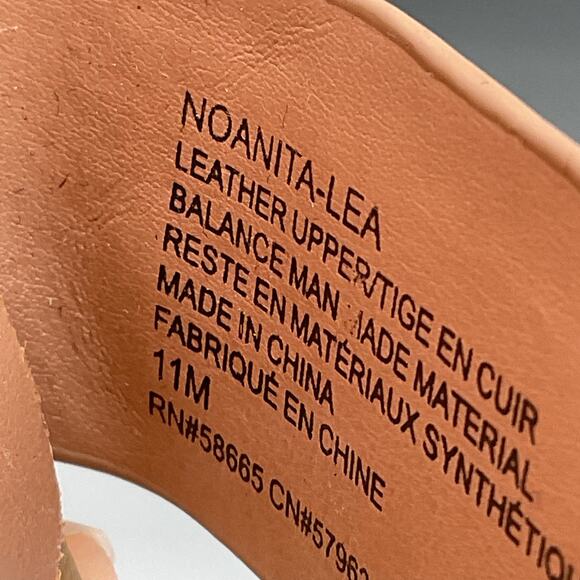 NOANITA-LEA
LEATHER UPPER/TIGE EN CUIR
BALANCE MAN MADE MATERIAL
RESTE EN MATÉRIAUX
MADE IN CHINA
FABRIQUÉ EN CHINE
11M
RN#58665